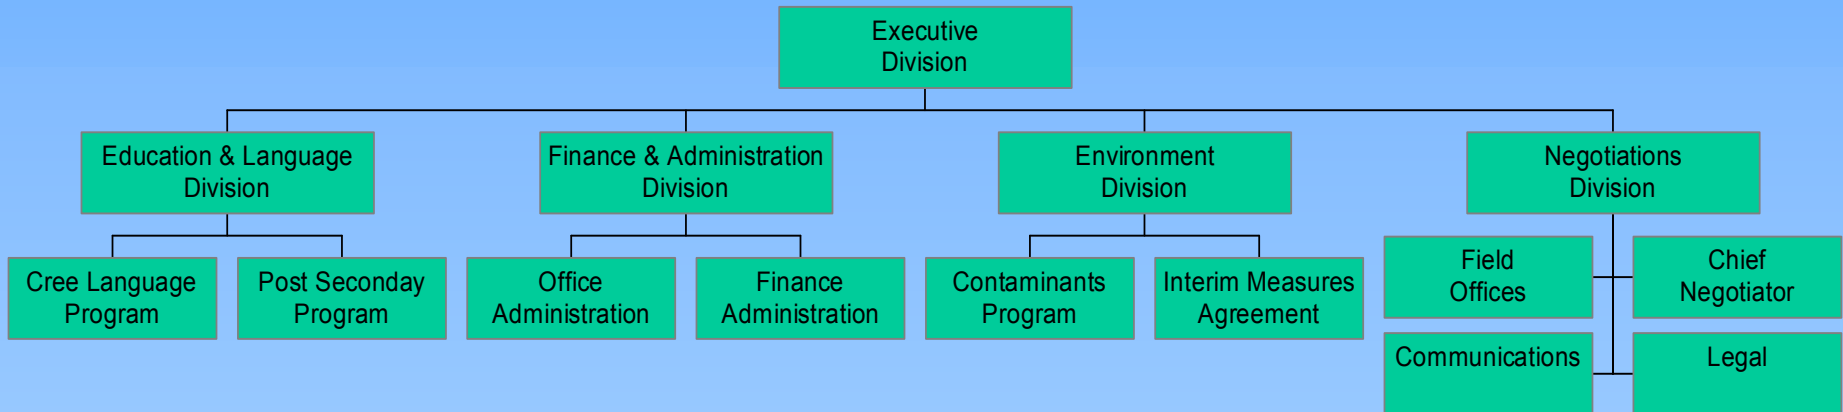 Executive
Division
Education & Language
Division
Finance & Administration
Division
Environment
Division
Negotiations
Division
Cree Language
Program
Post Seconday
Program
Office
Administration
Finance
Administration
Contaminants
Program
Interim Measures
Agreement
Field
Offices
Chief
Negotiator
Communications
Legal